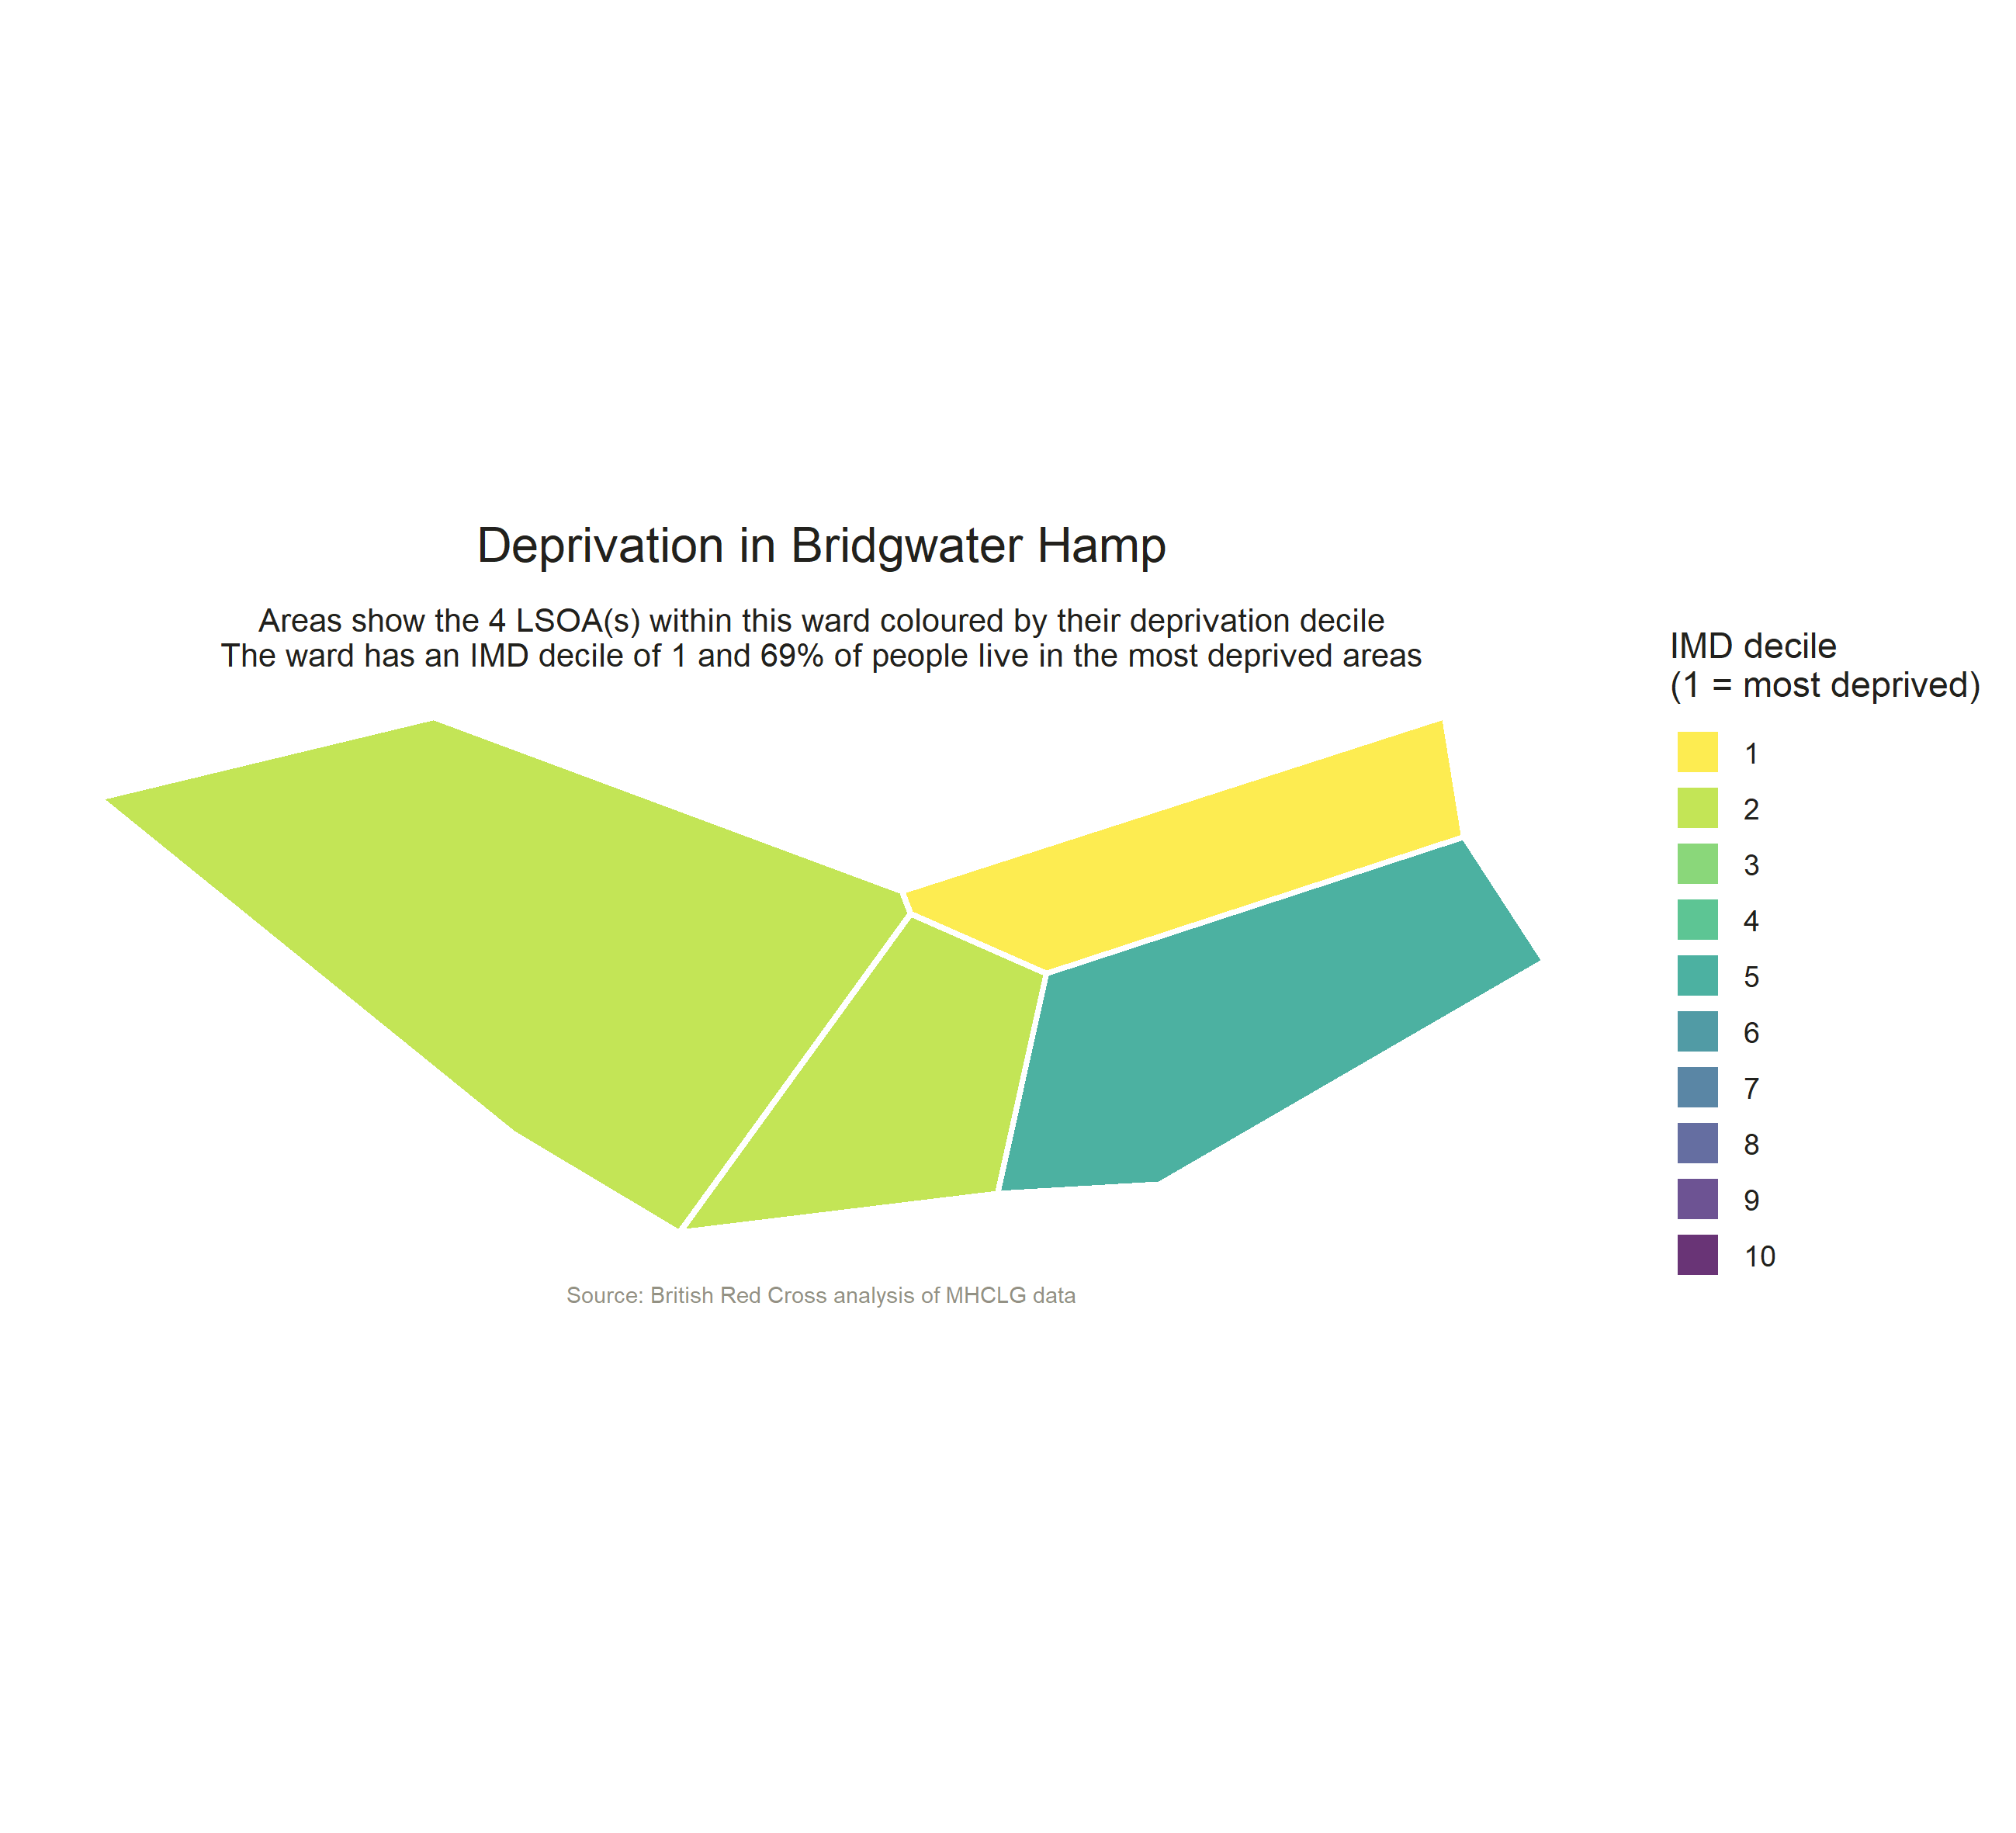 Deprivation in Bridgwater Hamp
Areas show the 4 LSOA(s) within this ward coloured by their deprivation decile
The ward has an IMD decile of 1 and 69% of people live in the most deprived areas
IMD decile
(1 = most deprived)
1
2
3
4
5
6
7
8
9
10
Source: British Red Cross analysis of MHCLG data